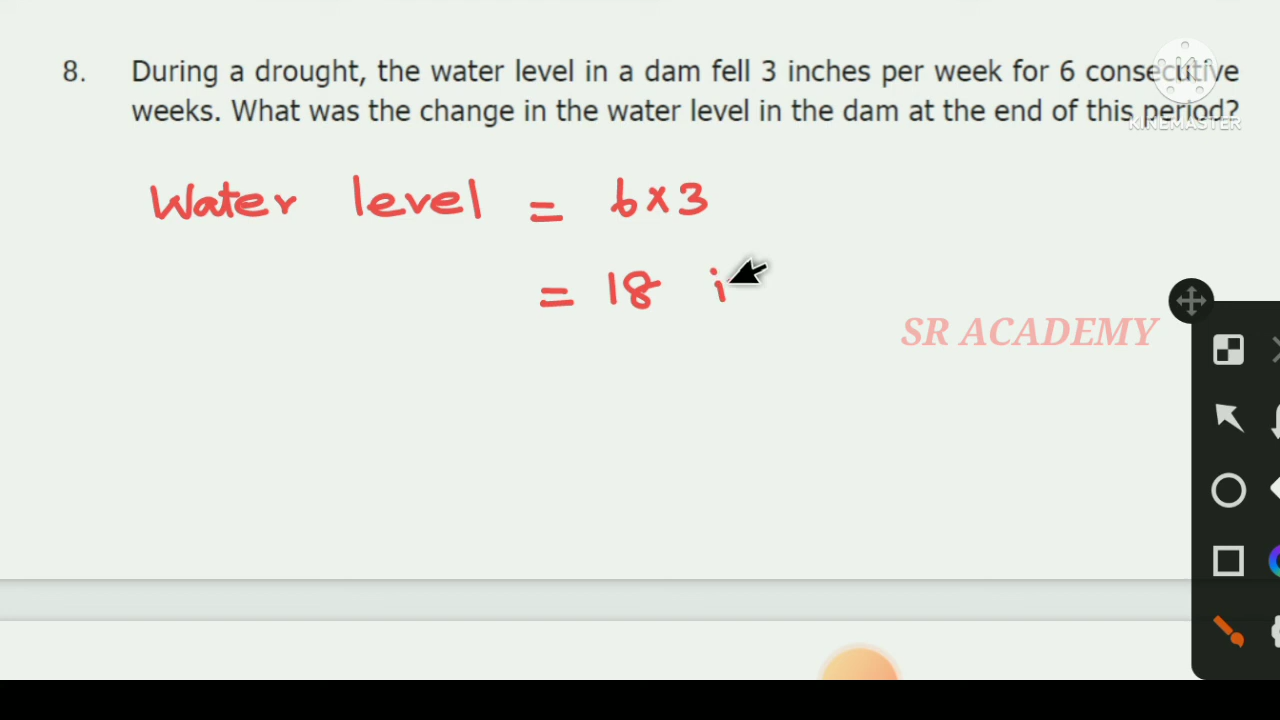 8. During a drought, the water level in a dam fell 3 inches per week for 6 consecutive
weeks. What was the change in the water level in the dam at the end of this period?
KINEMASTER
Water level = 6×3
= 18 i
SR ACADEMY